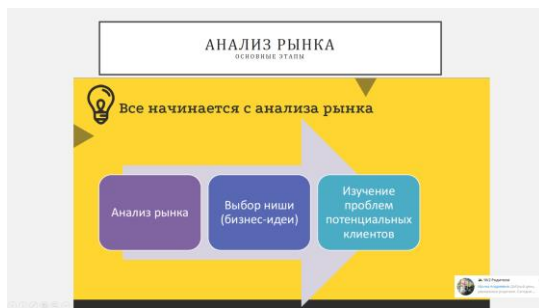 АНАЛИЗ РЫНКА
ОСНОВНЫЕ ЭТАПЫ
Все начинается с анализа рынка
Анализ рынка
Выбор ниши
(бизнес-идеи)
Изучение
проблем
потенциальных
клиентов